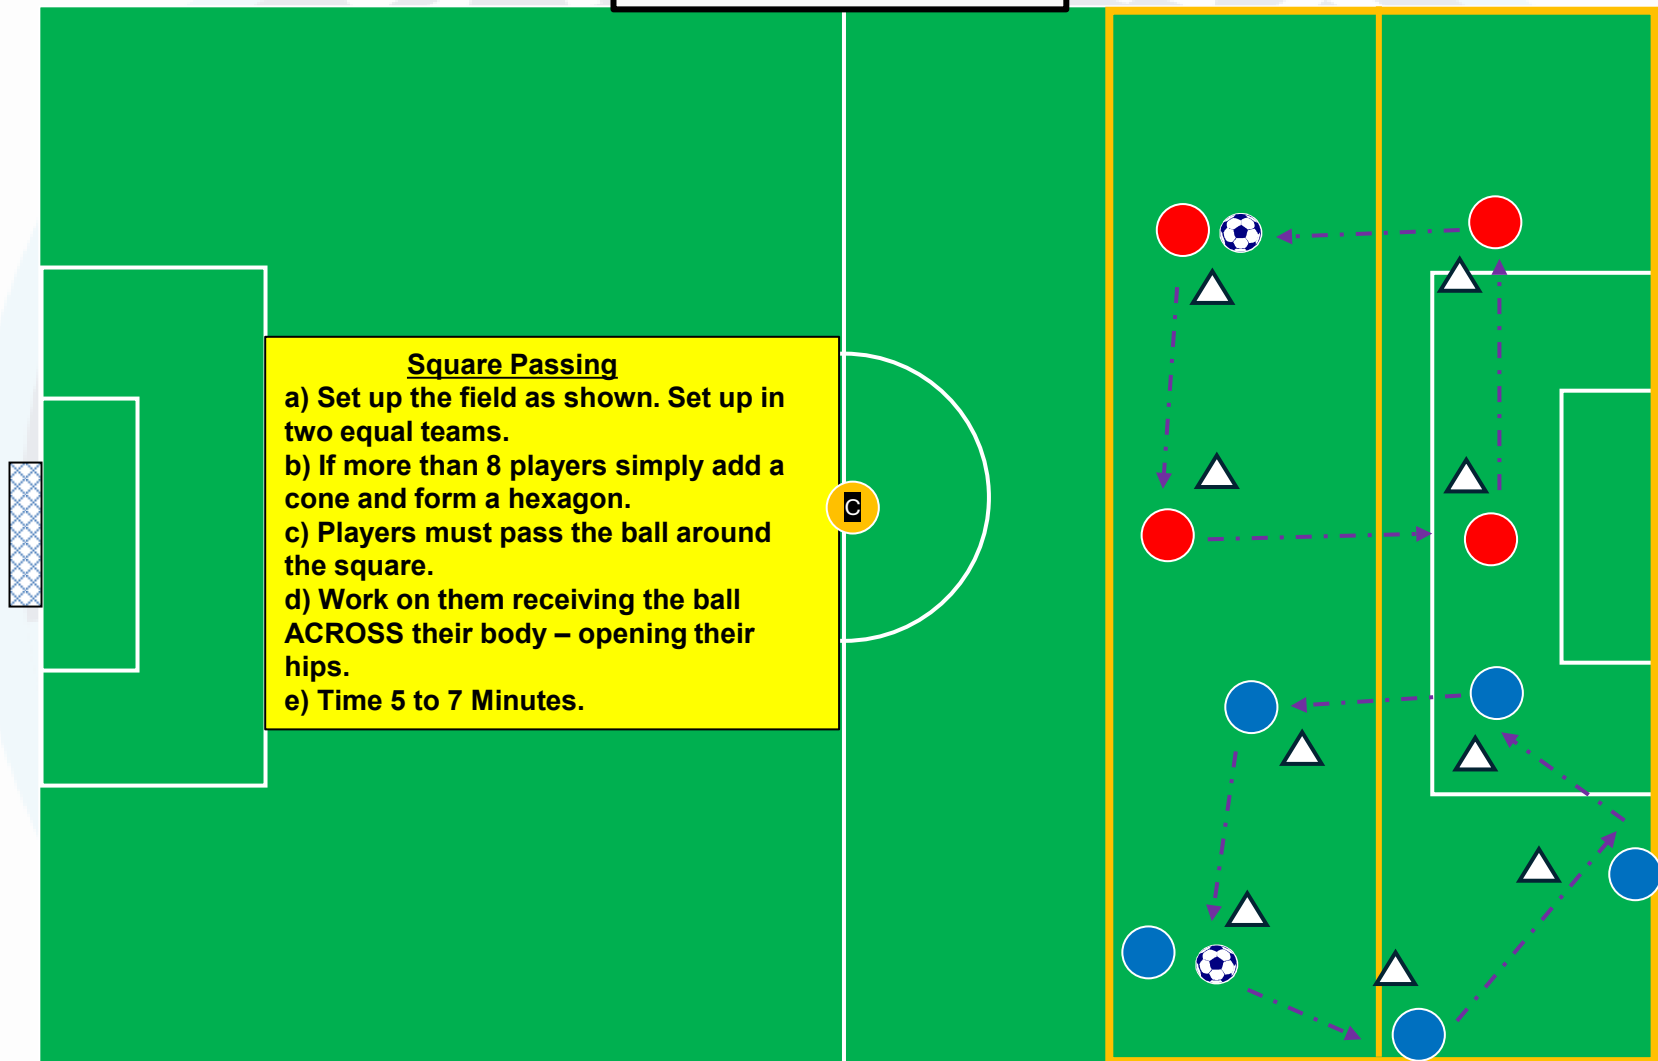 Square Passing
a) Set up the field as shown. Set up in
two equal teams.
b) If more than 8 players simply add a
cone and form a hexagon.
c) Players must pass the ball around
the square.
d) Work on them receiving the ball
ACROSS their body – opening their
hips.
e) Time 5 to 7 Minutes.
C